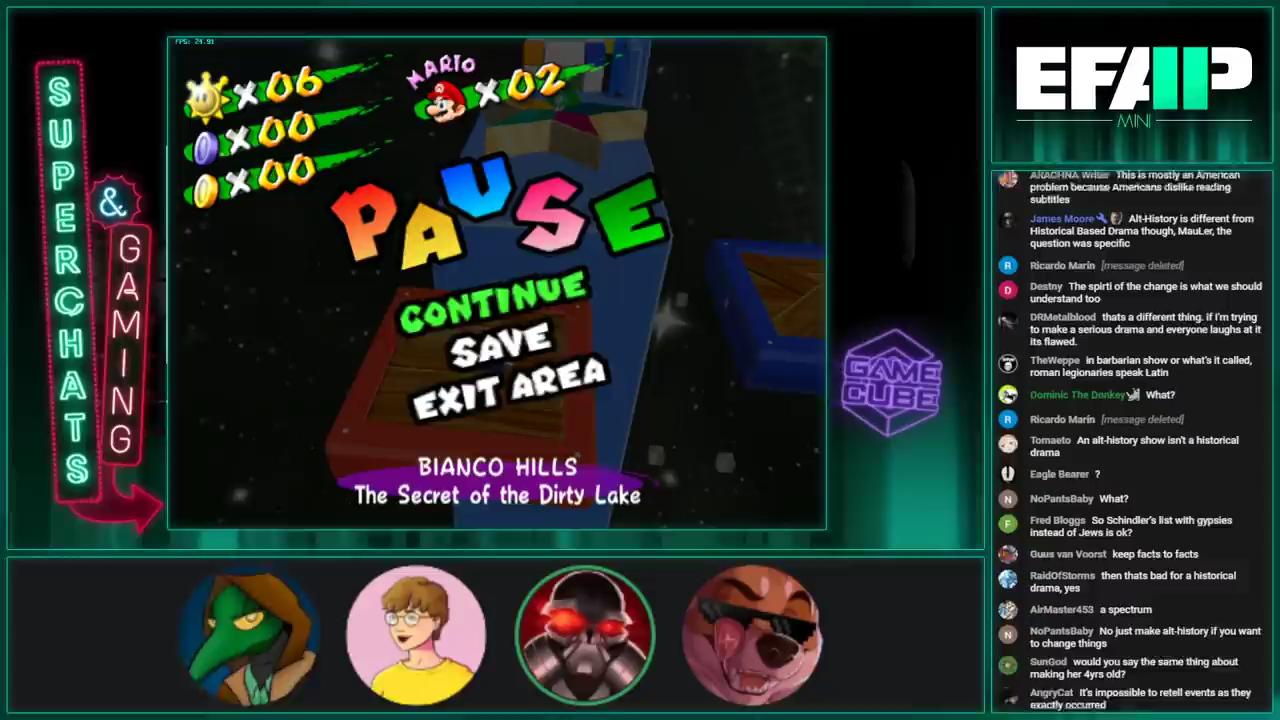 FPS: 24.91
SUPERCHATS
&
GAMING
x 06
MARIO
x 02
x 00
x 00
PAUSE
CONTINUE
SAVE
EXIT AREA
BIANCO HILLS
The Secret of the Dirty Lake
GAME
CUBE
EFAP
MINI
ARACHNA Writer This is mostly an American
problem because Americans dislike reading
subtitles
James Moore Alt-History is different from
Historical Based Drama though, MauLer, the
question was specific
Ricardo Marín [message deleted]
Destny The spirti of the change is what we should
understand too
DRMetalblood thats a different thing. if I'm trying
to make a serious drama and everyone laughs at it
its flawed.
TheWeppe in barbarian show or what's it called,
roman legionaries speak Latin
Dominic The Donkey What?
Ricardo Marín [message deleted]
Tomaeto An alt-history show isn't a historical
drama
Eagle Bearer ?
NoPantsBaby What?
Fred Bloggs So Schindler's list with gypsies
instead of Jews is ok?
Guus van Voorst keep facts to facts
RaidOfStorms then thats bad for a historical
drama, yes
AirMaster453 a spectrum
NoPantsBaby No just make alt-history if you want
to change things
SunGod would you say the same thing about
making her 4yrs old?
AngryCat It's impossible to retell events as they
exactly occurred